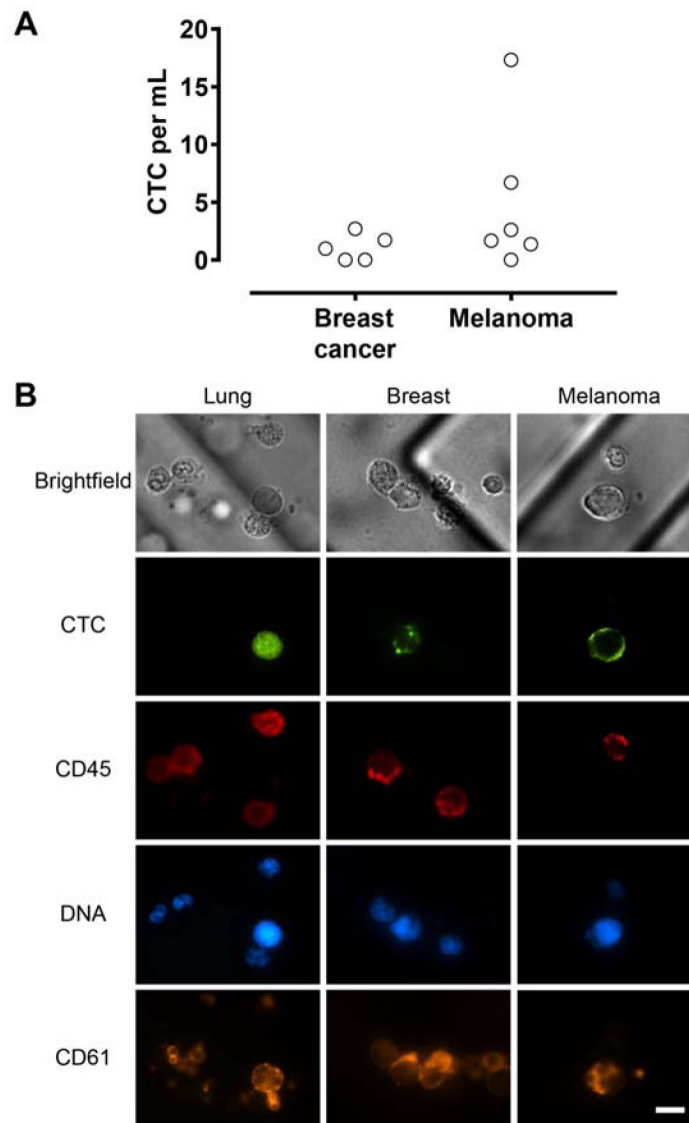 A
20
15
10
5
0
CTC per mL
Breast
cancer
Melanoma
B
Lung
Breast
Melanoma
Brightfield
CTC
CD45
DNA
CD61